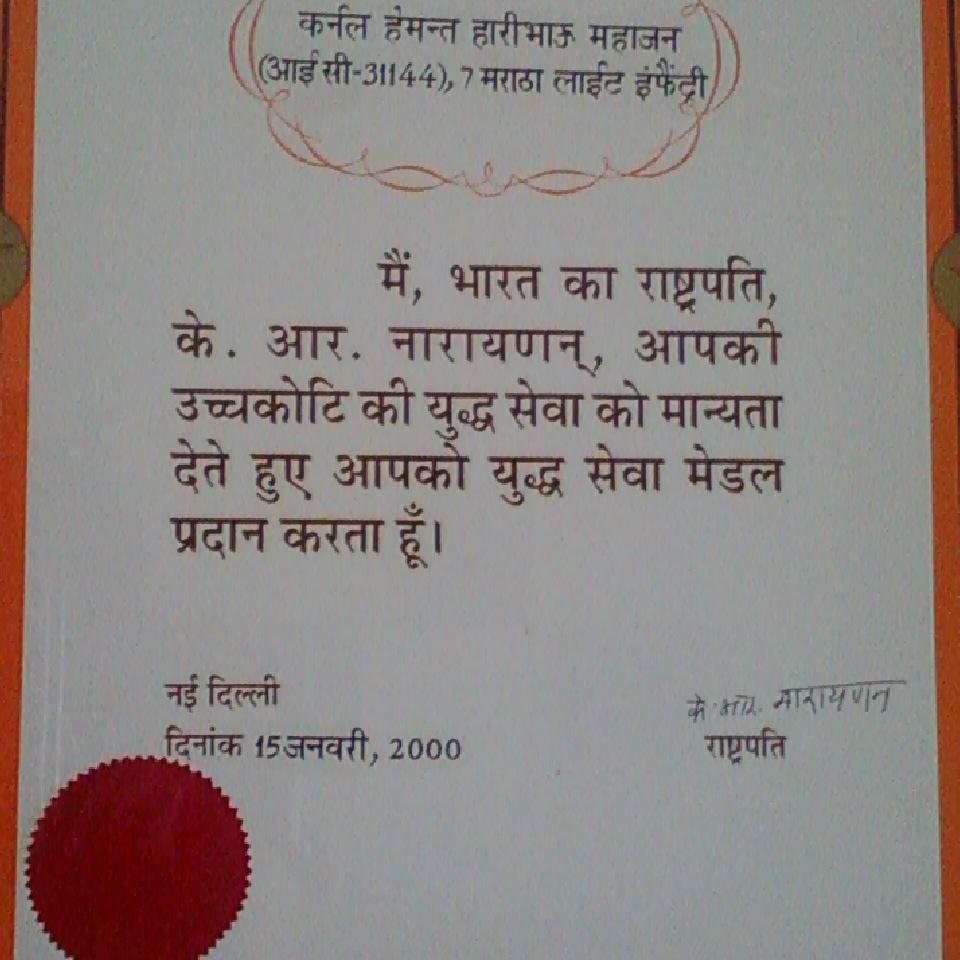 कर्नल हेमन्त हारीभाऊ महाजन
(आई सी-31144), 7 मराठा लाईट इंफैंट्री
मैं, भारत का राष्ट्रपति,
के. आर. नारायणन्, आपकी
उच्चकोटि की युद्ध सेवा को मान्यता
देते हुए आपको युद्ध सेवा मेडल
प्रदान करता हूँ।
नई दिल्ली
दिनांक 15 जनवरी, 2000
के. आर. नारायणन
राष्ट्रपति